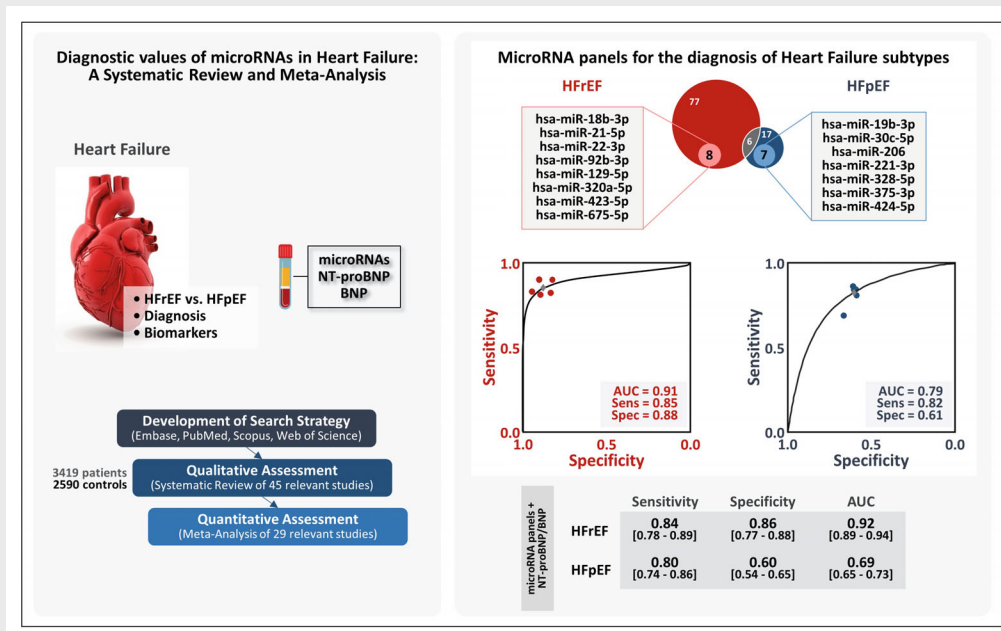 Diagnostic values of microRNAs in Heart Failure:
A Systematic Review and Meta-Analysis
Heart Failure
microRNAs
NT-proBNP
BNP
• HFrEF vs. HFpEF
• Diagnosis
• Biomarkers
Development of Search Strategy
(Embase, PubMed, Scopus, Web of Science)
3419 patients
2590 controls
Qualitative Assessment
(Systematic Review of 45 relevant studies)
Quantitative Assessment
(Meta-Analysis of 29 relevant studies)
MicroRNA panels for the diagnosis of Heart Failure subtypes
HFrEF
hsa-miR-18b-3p
hsa-miR-21-5p
hsa-miR-22-3p
hsa-miR-92b-3p
hsa-miR-129-5p
hsa-miR-320a-5p
hsa-miR-423-5p
hsa-miR-675-5p
77
8
6
17
7
HFpEF
hsa-miR-19b-3p
hsa-miR-30c-5p
hsa-miR-206
hsa-miR-221-3p
hsa-miR-328-5p
hsa-miR-375-3p
hsa-miR-424-5p
Sensitivity
1.0
0.5
0.0
AUC = 0.91
Sens = 0.85
Spec = 0.88
1.0 0.5 0.0
Specificity
Sensitivity
1.0
0.5
0.0
AUC = 0.79
Sens = 0.82
Spec = 0.61
1.0 0.5 0.0
Specificity
microRNA panels +
NT-proBNP/BNP
Sensitivity Specificity AUC
HFrEF 0.84 0.86 0.92
[0.78 - 0.89] [0.77 - 0.88] [0.89 - 0.94]
HFpEF 0.80 0.60 0.69
[0.74 - 0.86] [0.54 - 0.65] [0.65 - 0.73]